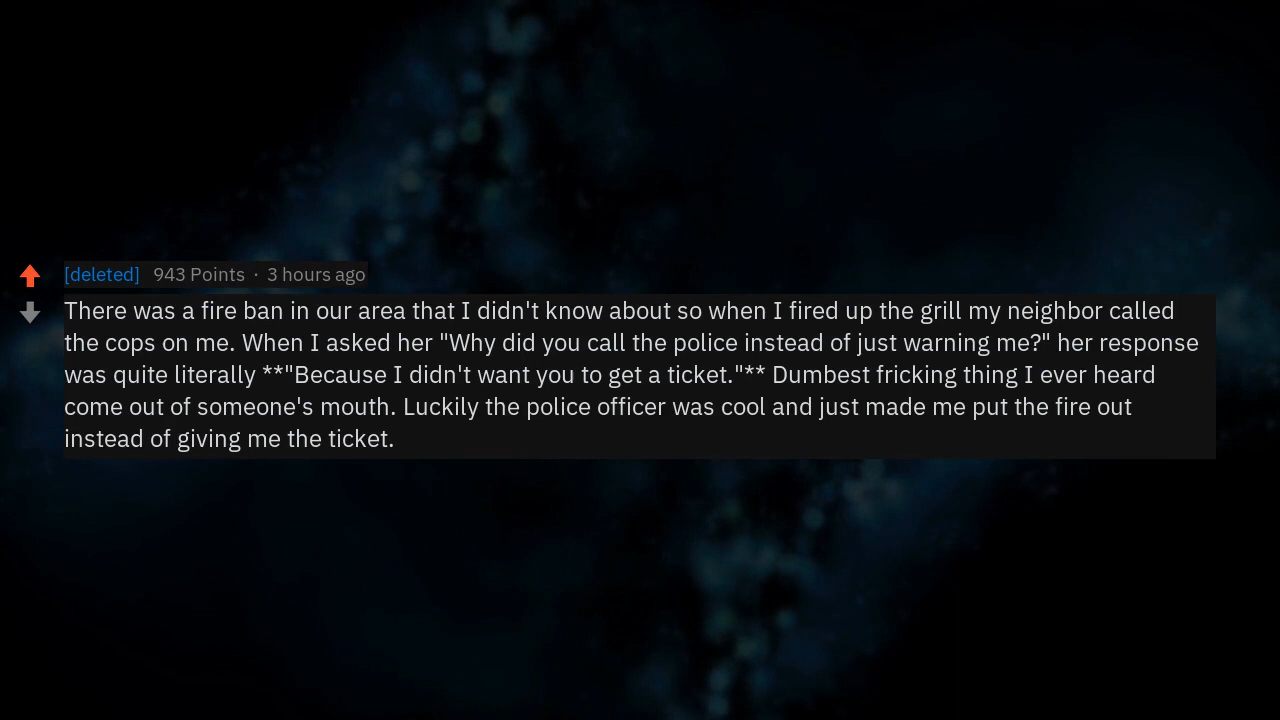 [deleted] 943 Points · 3 hours ago
There was a fire ban in our area that I didn't know about so when I fired up the grill my neighbor called
the cops on me. When I asked her "Why did you call the police instead of just warning me?" her response
was quite literally **"Because I didn't want you to get a ticket."** Dumbest fricking thing I ever heard
come out of someone's mouth. Luckily the police officer was cool and just made me put the fire out
instead of giving me the ticket.